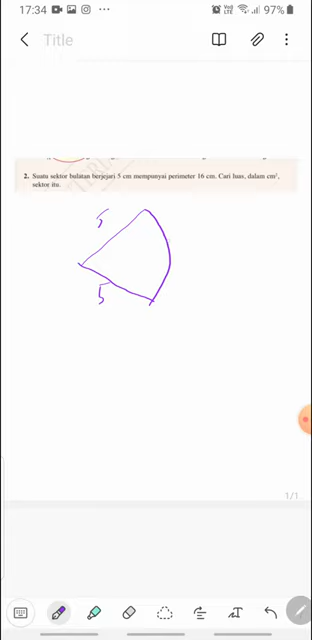 17:34
97%
Title
2. Suatu sektor bulatan berjejari 5 cm mempunyai perimeter 16 cm. Cari luas, dalam cm²,
sektor itu.
5
5
1/1